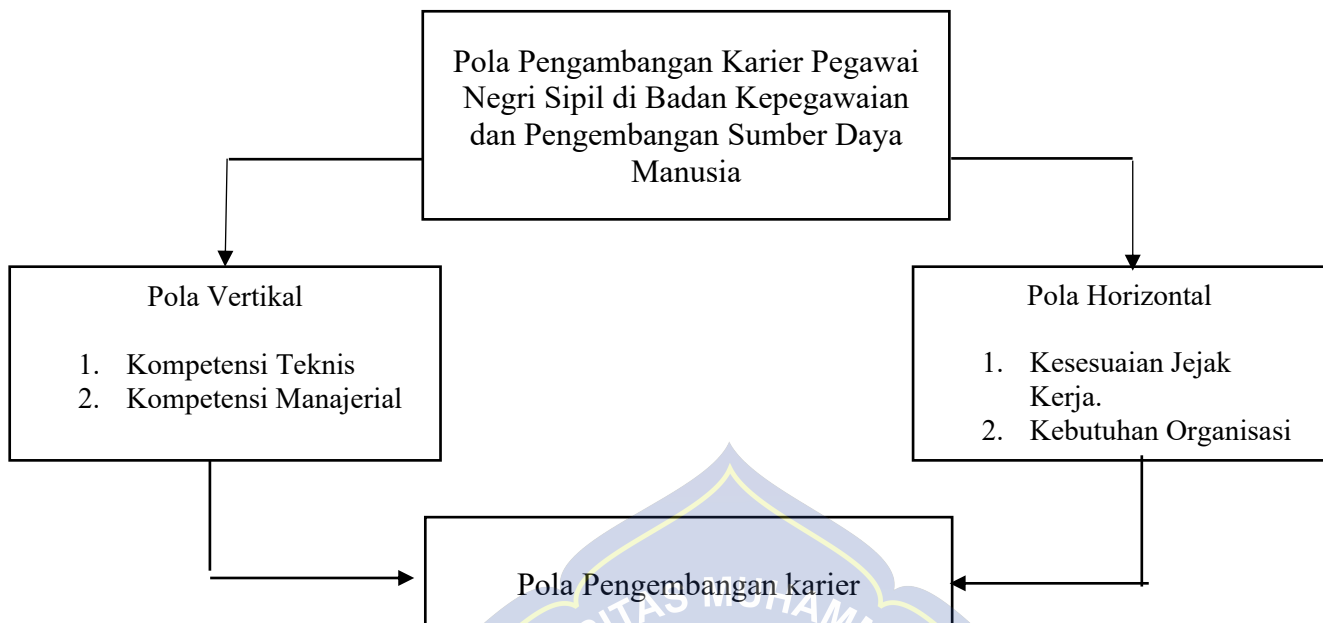 Pola Pengambangan Karier Pegawai
Negri Sipil di Badan Kepegawaian
dan Pengembangan Sumber Daya
Manusia
Pola Vertikal
1. Kompetensi Teknis
2. Kompetensi Manajerial
Pola Horizontal
1. Kesesuaian Jejak
Kerja.
2. Kebutuhan Organisasi
Pola Pengembangan karier